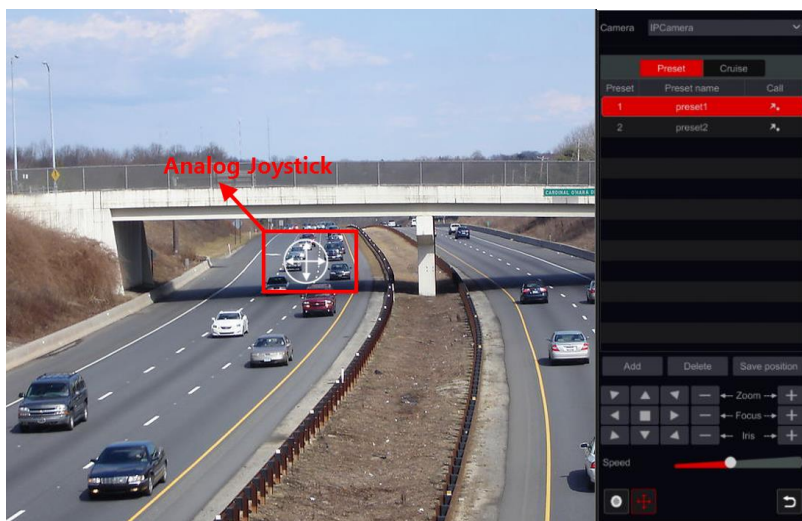 Camera IPCamera
Preset Cruise
Preset Preset name Call
1 preset1
2 preset2
Analog Joystick
CARDINAL O'HARA
Add Delete Save position
Zoom
Focus
Iris
Speed